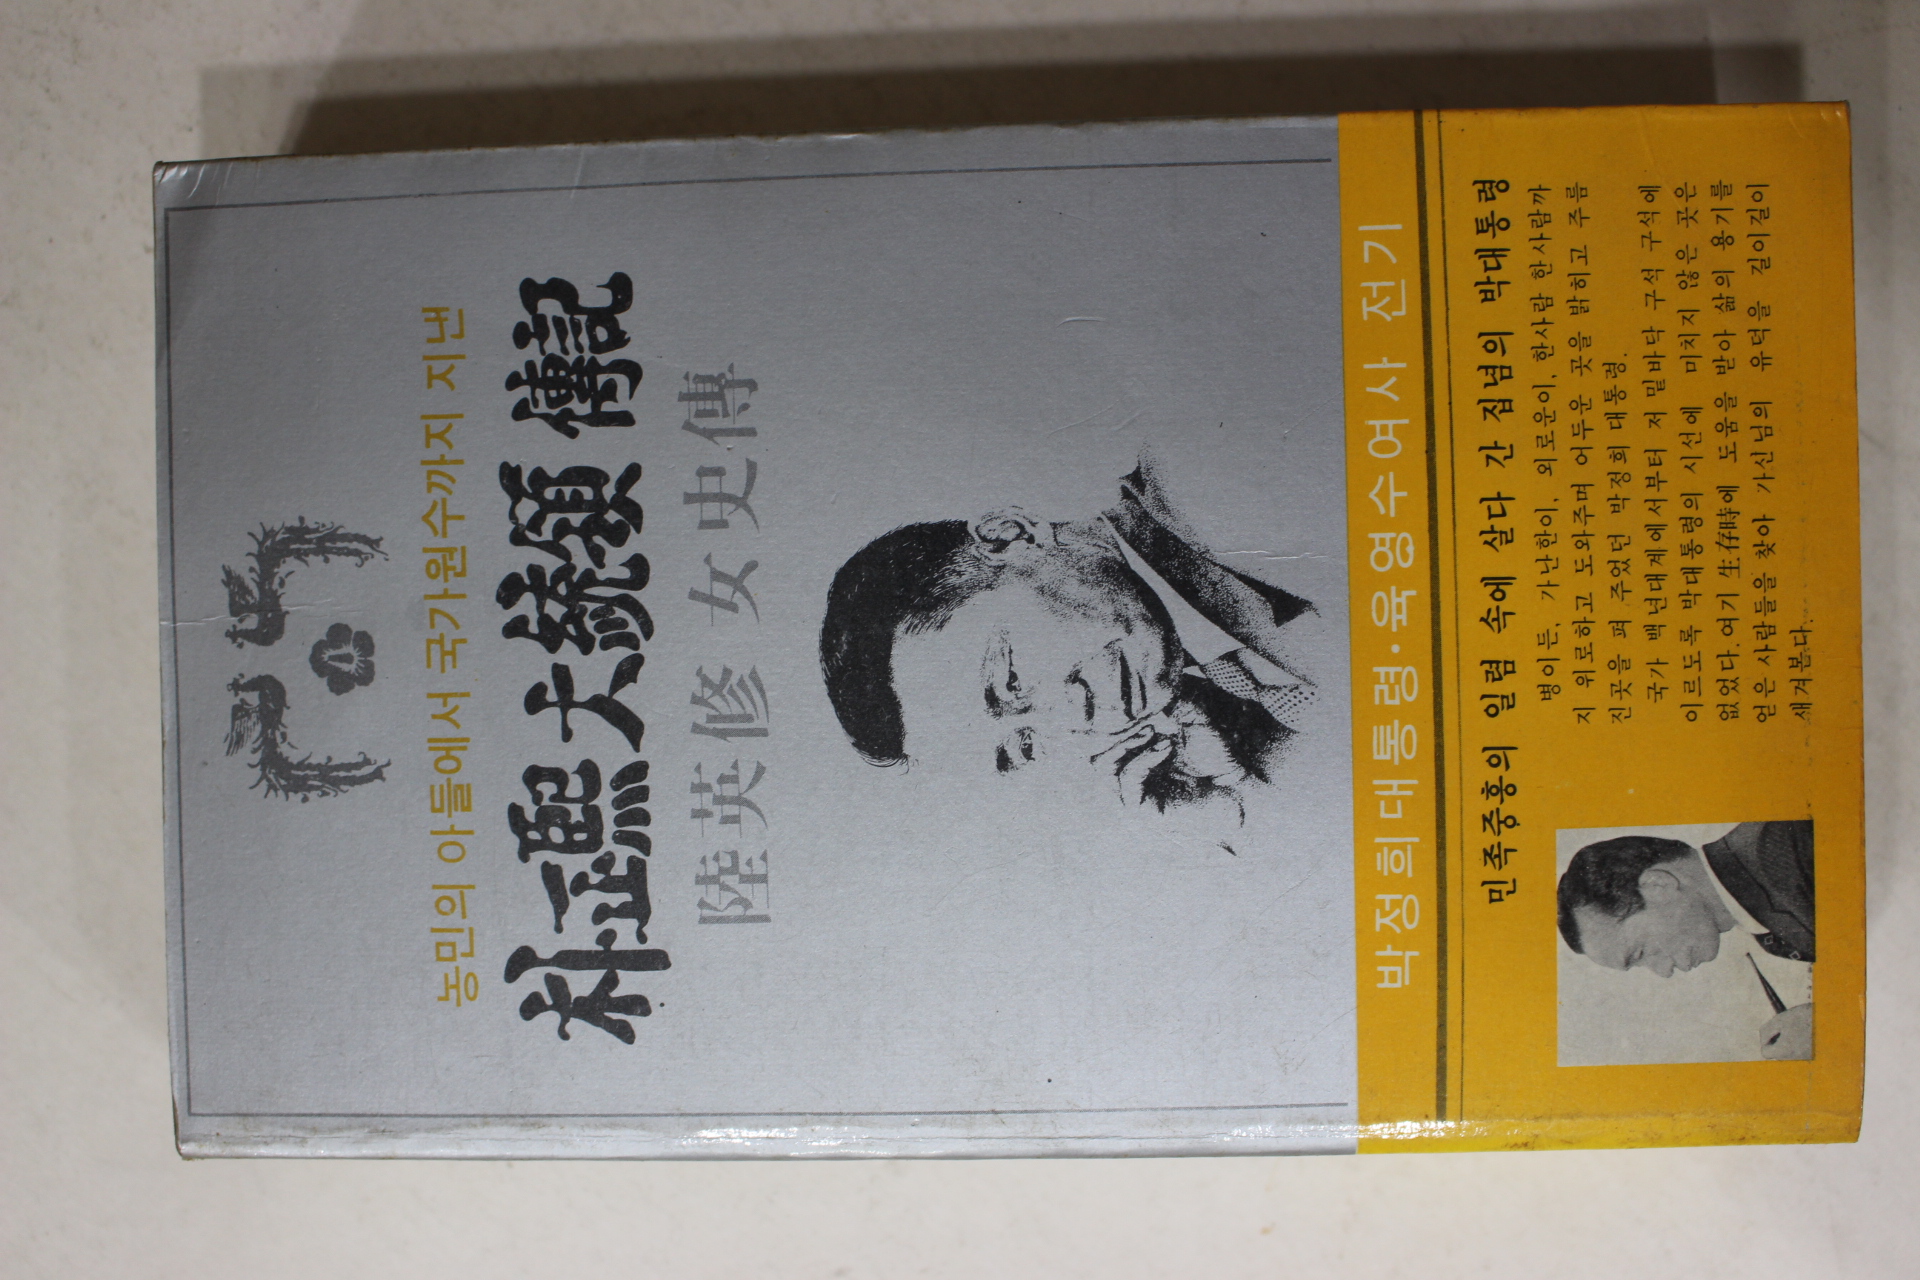 농민의 아들에서 국가원수까지 지낸
朴正熙 大統領 傳記
陸英修 女史傳
박정희대통령·육영수여사 전기
민족중흥의 일념 속에 살다 간 집념의 박대통령
병이든, 가난한이, 외로운이, 한사람 한사람까
지 위로하고 도와주며 어두운 곳을 밝히고 주름
진곳을 펴 주었던 박정희 대통령.
국가 백년대계에서부터 저 밑바닥 구석 구석에
이르도록 박대통령의 시선에 미치지 않은 곳은
없었다. 여기 生存時에 도움을 받아 삶의 용기를
얻은 사람들을 찾아 가신님의 유덕을 길이길이
새겨본다.